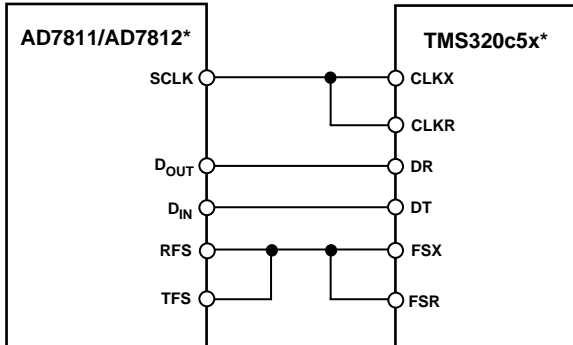 AD7811/AD7812*
TMS320c5x*
SCLK
CLKX
CLKR
DOUT
DR
DIN
DT
RFS
FSX
TFS
FSR